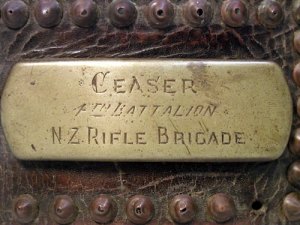 CEASER
4TH BATTALION
N.Z. RIFLE BRIGADE